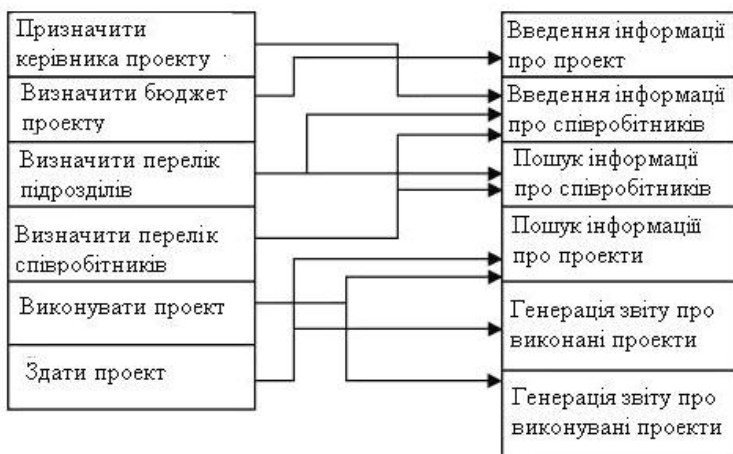 Призначити
керівника проекту
Визначити бюджет
проекту
Визначити перелік
підрозділів
Визначити перелік
співробітників
Виконувати проект
Здати проект
Введення інформації
про проект
Введення інформації
про співробітників
Пошук інформації
про співробітників
Пошук інформаціїї
про проекти
Генерація звіту про
виконані проекти
Генерація звіту про
виконувані проекти